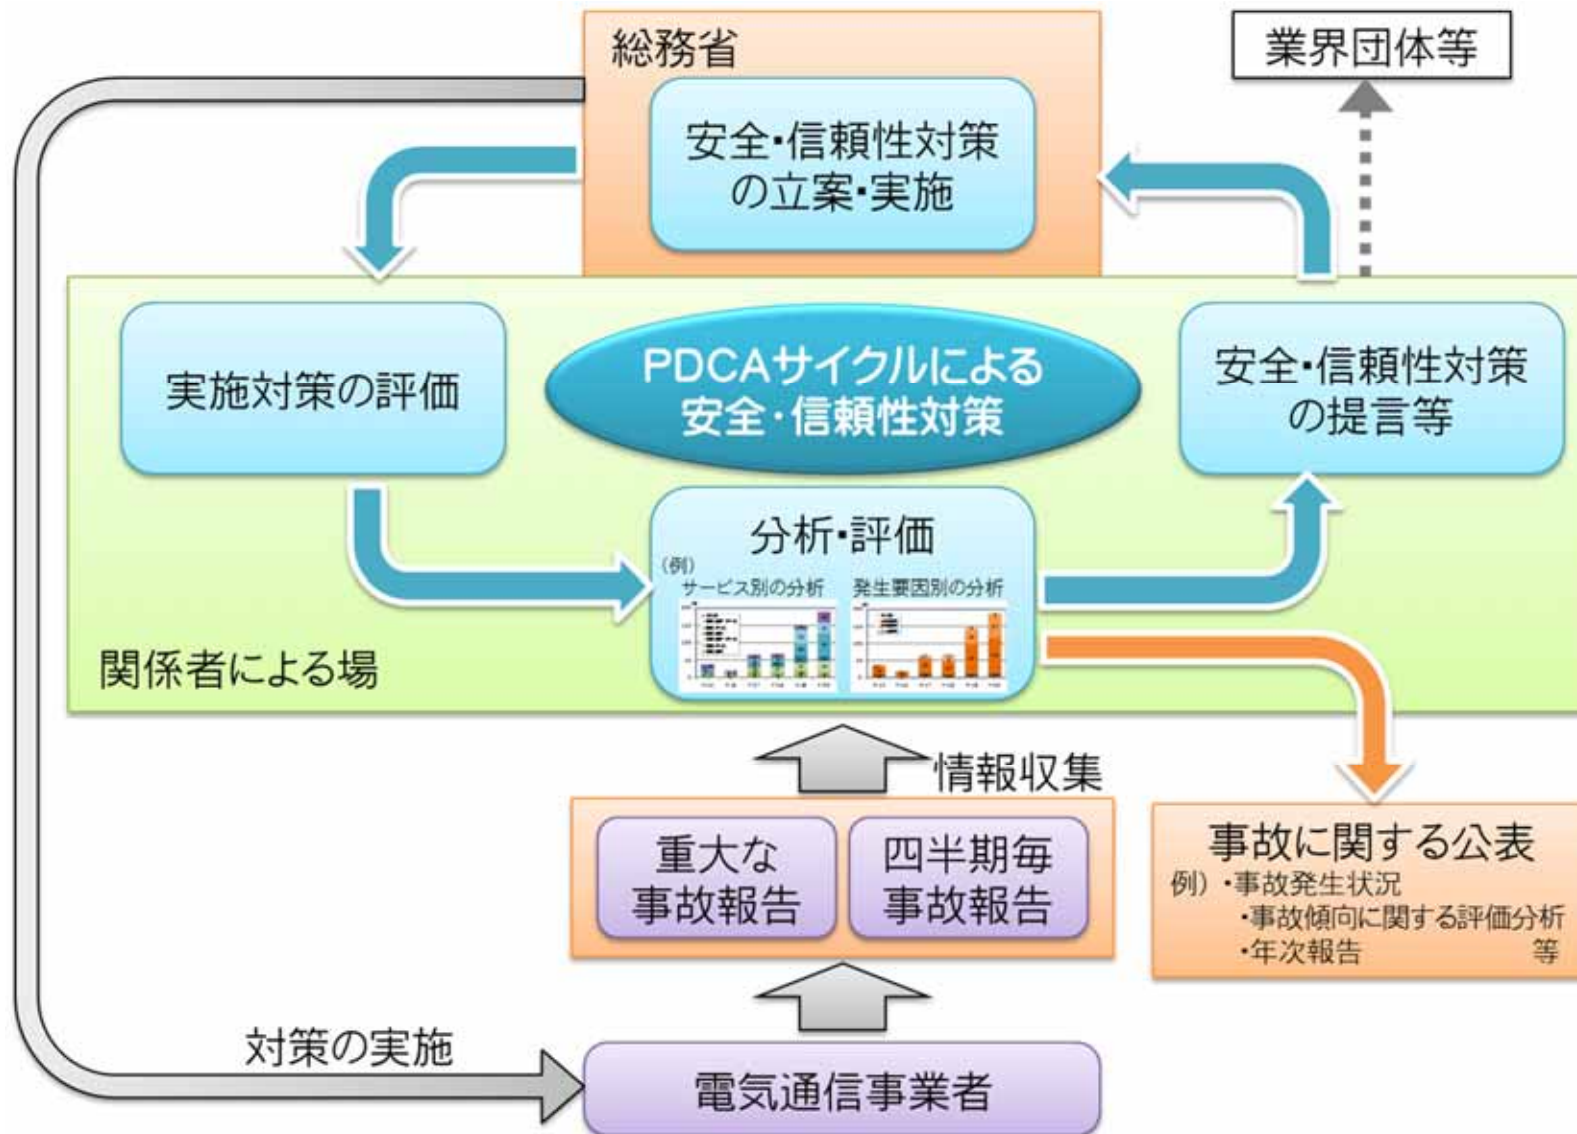 総務省
業界団体等
安全・信頼性対策
の立案・実施
実施対策の評価
PDCAサイクルによる
安全・信頼性対策
安全・信頼性対策
の提言等
分析・評価
(例)
サービス別の分析
発生要因別の分析
関係者による場
情報収集
重大な
事故報告
四半期毎
事故報告
事故に関する公表
例）・事故発生状況
・事故傾向に関する評価分析
・年次報告 等
対策の実施
電気通信事業者